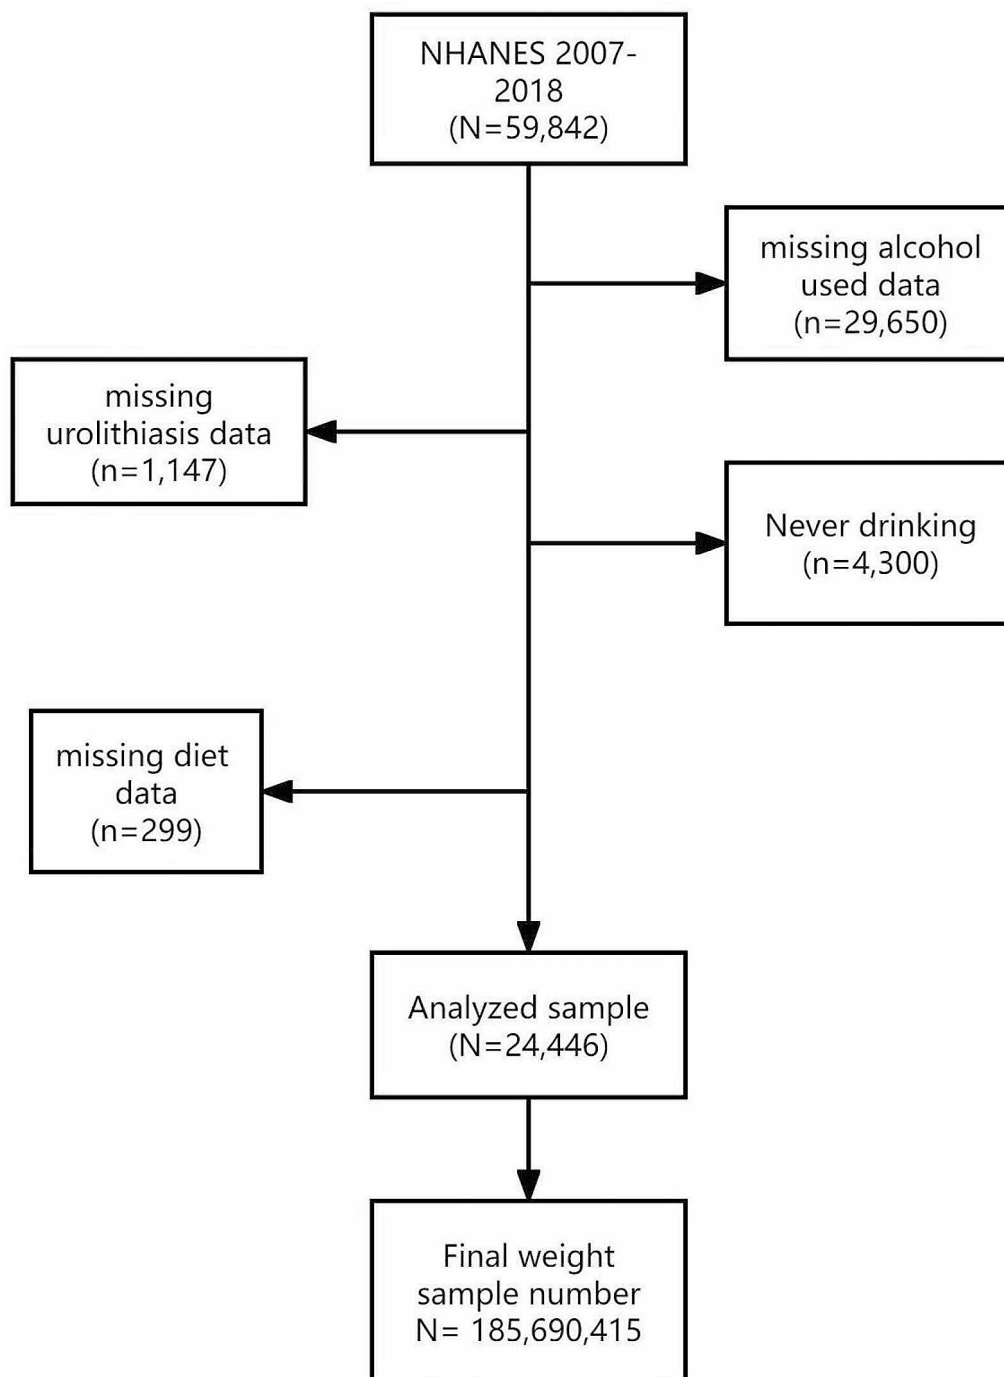 NHANES 2007-
2018
(N=59,842)
missing alcohol
used data
(n=29,650)
missing
urolithiasis data
(n=1,147)
Never drinking
(n=4,300)
missing diet
data
(n=299)
Analyzed sample
(N=24,446)
Final weight
sample number
N= 185,690,415